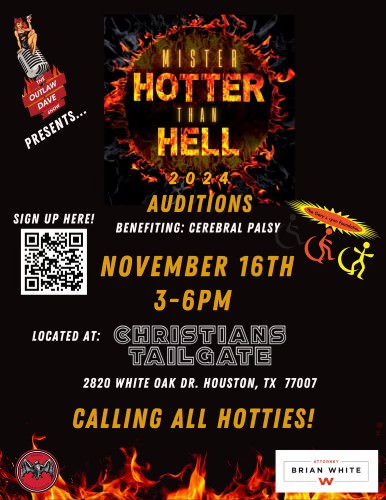 THE
OUTLAW
DAVE
SHOW
PRESENTS...
MISTER
HOTTER
THAN
HELL
2024
AUDITIONS
BENEFITING: CEREBRAL PALSY
SIGN UP HERE!
NOVEMBER 16TH
3-6PM
LOCATED AT:
CHRISTIANS
TAILGATE
2820 WHITE OAK DR. HOUSTON, TX 77007
CALLING ALL HOTTIES!
ATTORNEY
BRIAN WHITE
W